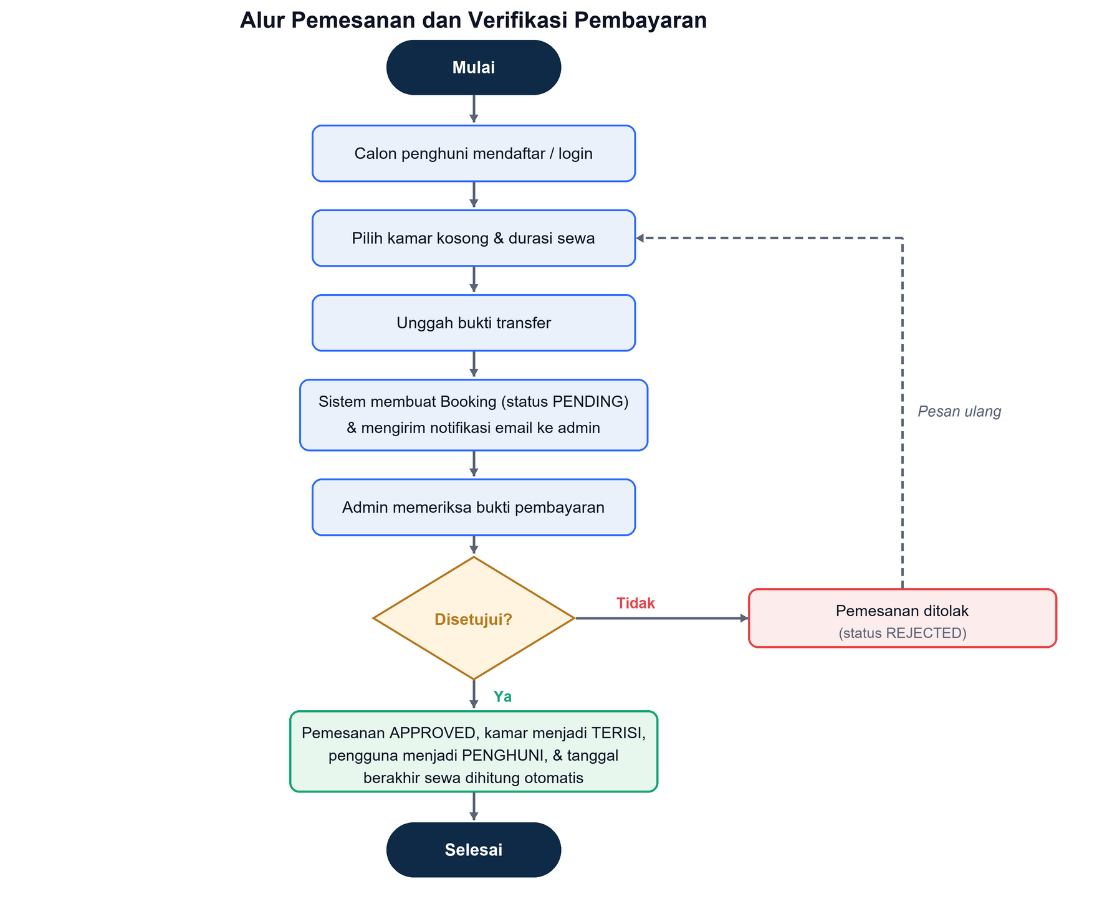 Alur Pemesanan dan Verifikasi Pembayaran
Mulai
Calon penghuni mendaftar / login
Pilih kamar kosong & durasi sewa
Unggah bukti transfer
Sistem membuat Booking (status PENDING)
& mengirim notifikasi email ke admin
Pesan ulang
Admin memeriksa bukti pembayaran
Disetujui?
Tidak
Pemesanan ditolak
(status REJECTED)
Ya
Pemesanan APPROVED, kamar menjadi TERISI,
pengguna menjadi PENGHUNI, & tanggal
berakhir sewa dihitung otomatis
Selesai